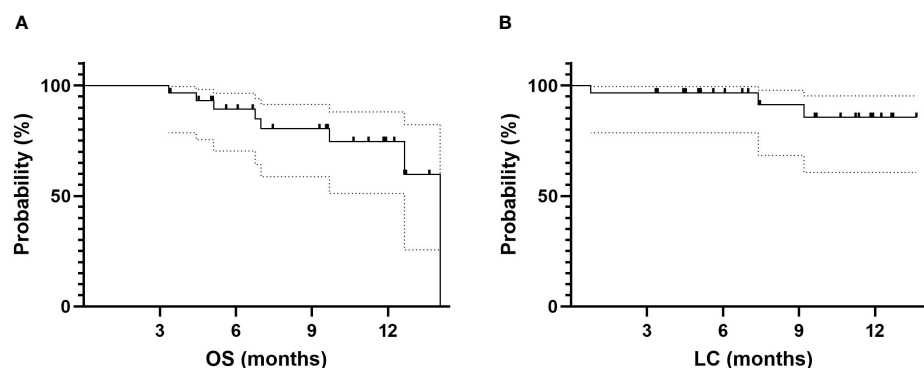 A
B
Probability (%)
100
50
0
3 6 9 12
OS (months)
Probability (%)
100
50
0
3 6 9 12
LC (months)